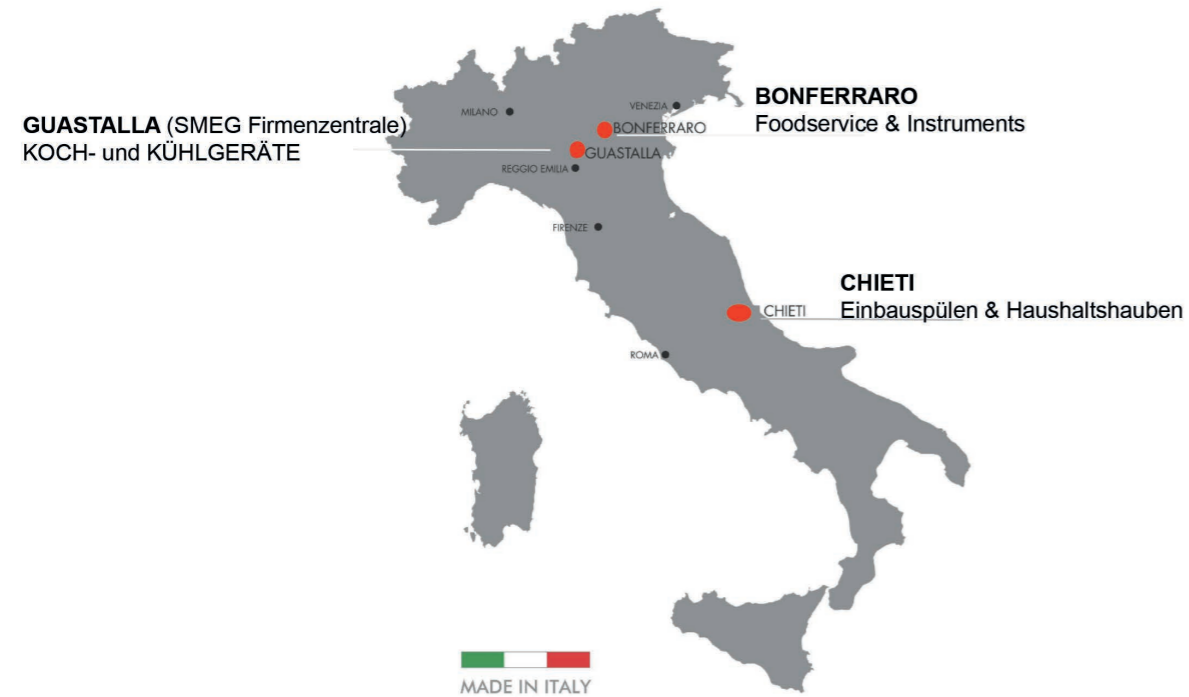 BONFERRARO
Foodservice & Instruments
GUASTALLA (SMEG Firmenzentrale)
KOCH- und KÜHLGERÄTE
MILANO
VENEZIA
BONFERRARO
GUASTALLA
REGGIO EMILIA
FIRENZE
CHIETI
Einbauspülen & Haushaltshauben
CHIETI
ROMA
MADE IN ITALY